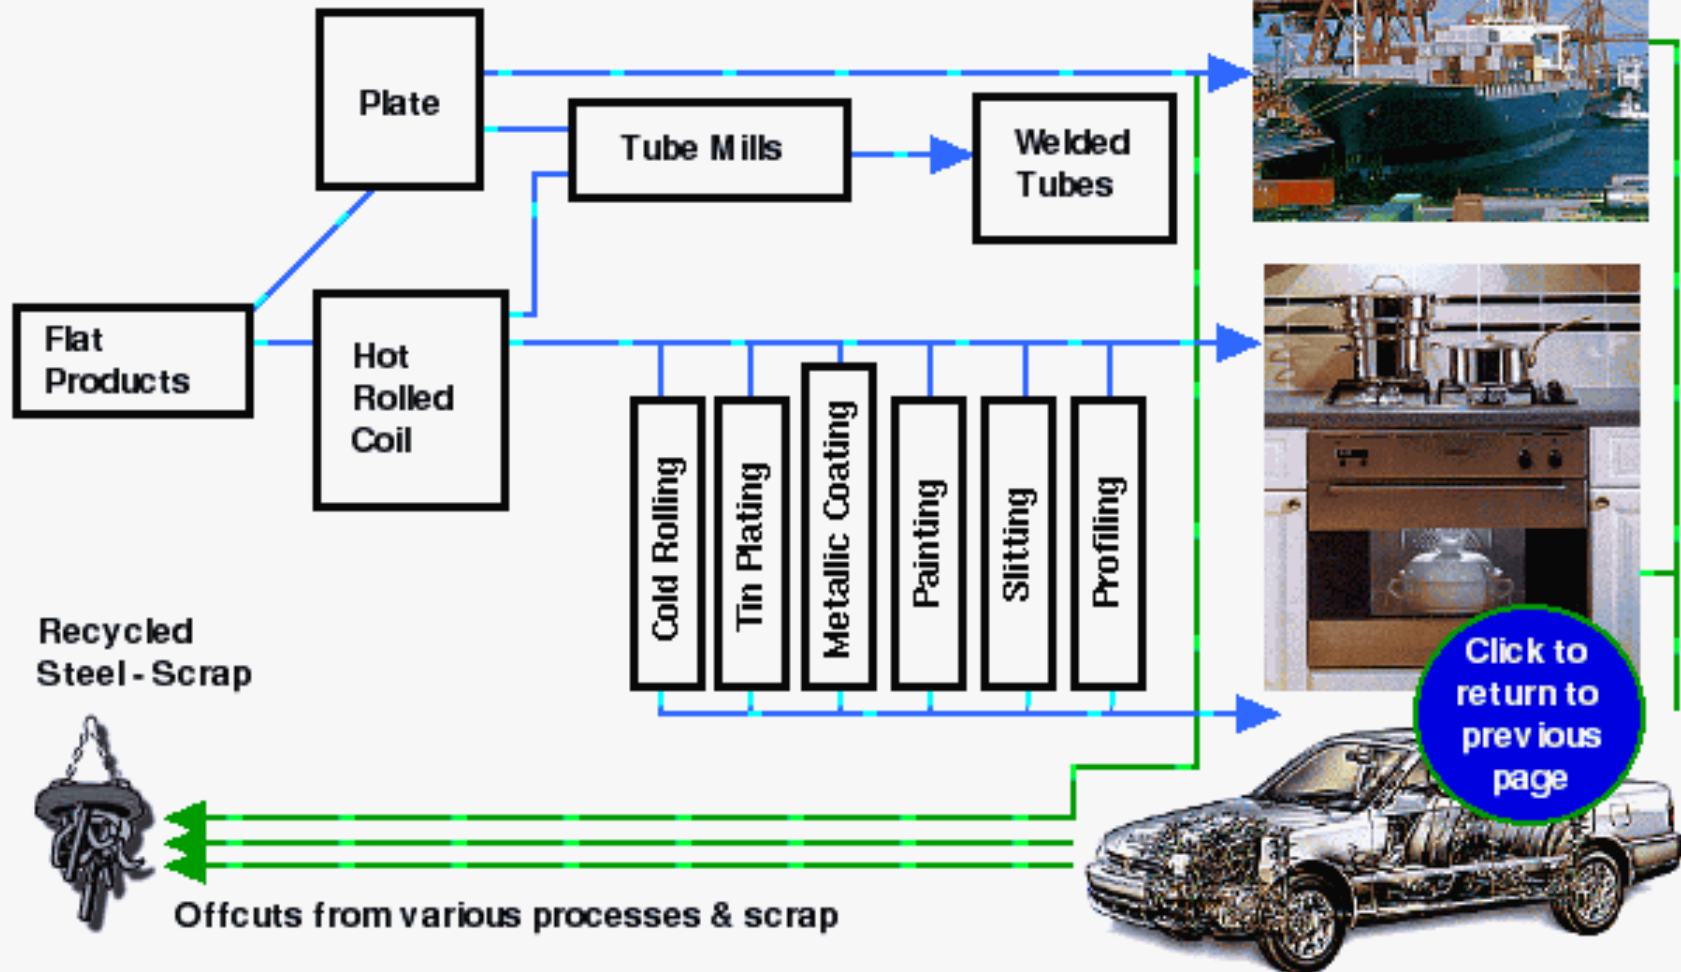 Plate
Tube Mills
Welded
Tubes
Flat
Products
Hot
Rolled
Coil
Cold Rolling
Tin Plating
Metallic Coating
Painting
Slitting
Profiling
Recycled
Steel - Scrap
Click to
return to
previous
page
Offcuts from various processes & scrap